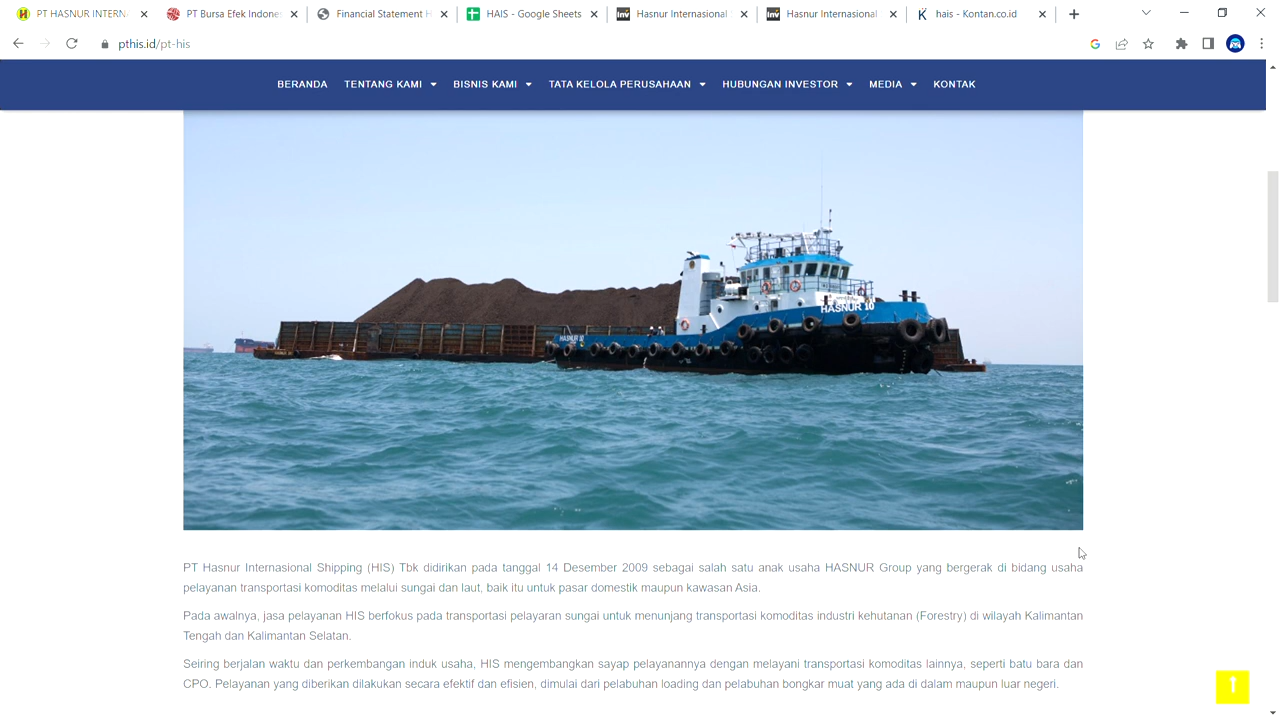 PT HASNUR INTERNA
PT Bursa Efek Indones
Financial Statement H
HAIS - Google Sheets
Hasnur Internasional
Hasnur Internasional
hais - Kontan.co.id
pthis.id/pt-his
BERANDA TENTANG KAMI BISNIS KAMI TATA KELOLA PERUSAHAAN HUBUNGAN INVESTOR MEDIA KONTAK
HASNUR 10
HASNUR 10
PT Hasnur Internasional Shipping (HIS) Tbk didirikan pada tanggal 14 Desember 2009 sebagai salah satu anak usaha HASNUR Group yang bergerak di bidang usaha
pelayanan transportasi komoditas melalui sungai dan laut, baik itu untuk pasar domestik maupun kawasan Asia.
Pada awalnya, jasa pelayanan HIS berfokus pada transportasi pelayaran sungai untuk menunjang transportasi komoditas industri kehutanan (Forestry) di wilayah Kalimantan
Tengah dan Kalimantan Selatan.
Seiring berjalan waktu dan perkembangan induk usaha, HIS mengembangkan sayap pelayanannya dengan melayani transportasi komoditas lainnya, seperti batu bara dan
CPO. Pelayanan yang diberikan dilakukan secara efektif dan efisien, dimulai dari pelabuhan loading dan pelabuhan bongkar muat yang ada di dalam maupun luar negeri.